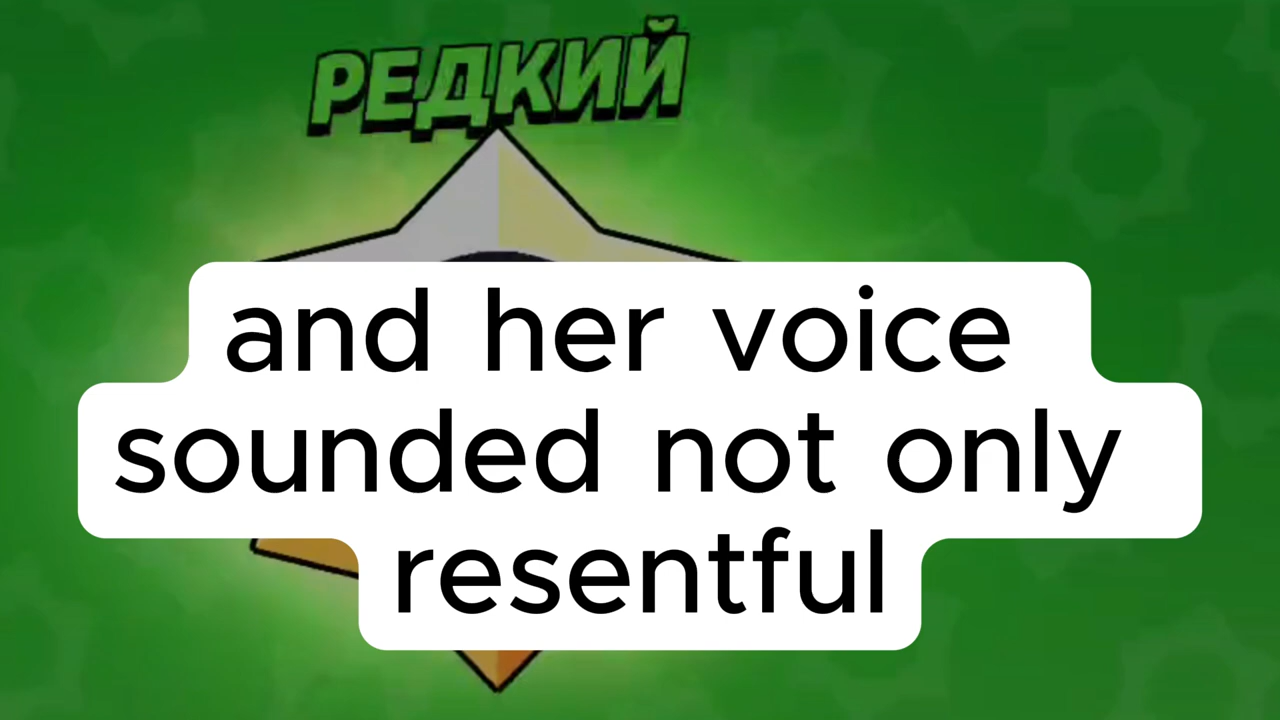 РЕДКИЙ
and her voice
sounded not only
resentful